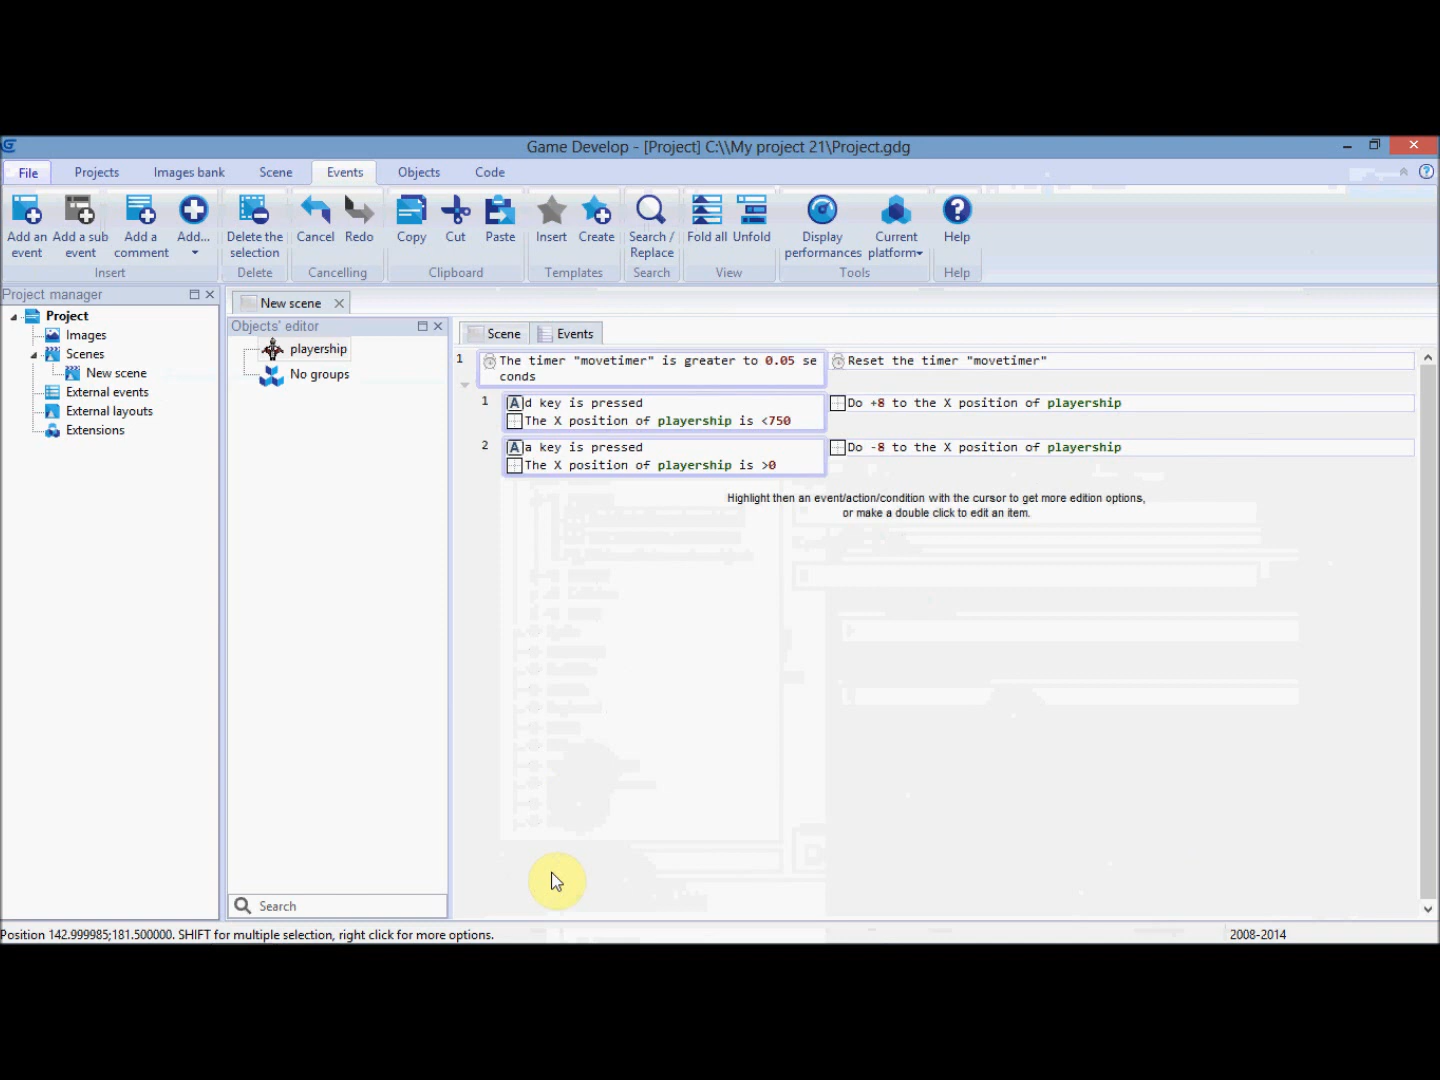 Game Develop - [Project] C:\\My project 21\Project.gdg
File Projects Images bank Scene Events Objects Code
Add an event Add a sub event Add a comment Add... Delete the selection Cancel Redo Copy Cut Paste Insert Create Search / Replace Fold all Unfold Display performances Current platform Help
Insert Delete Cancelling Clipboard Templates Search View Tools Help
Project manager
Project
Images
Scenes
New scene
External events
External layouts
Extensions
New scene
Objects' editor
playership
No groups
Search
Scene Events
1 The timer "movetimer" is greater to 0.05 se
conds
Reset the timer "movetimer"
1 A d key is pressed
The X position of playership is <750
Do +8 to the X position of playership
2 A a key is pressed
The X position of playership is >0
Do -8 to the X position of playership
Highlight then an event/action/condition with the cursor to get more edition options,
or make a double click to edit an item.
Position 142.999985;181.500000. SHIFT for multiple selection, right click for more options.
2008-2014